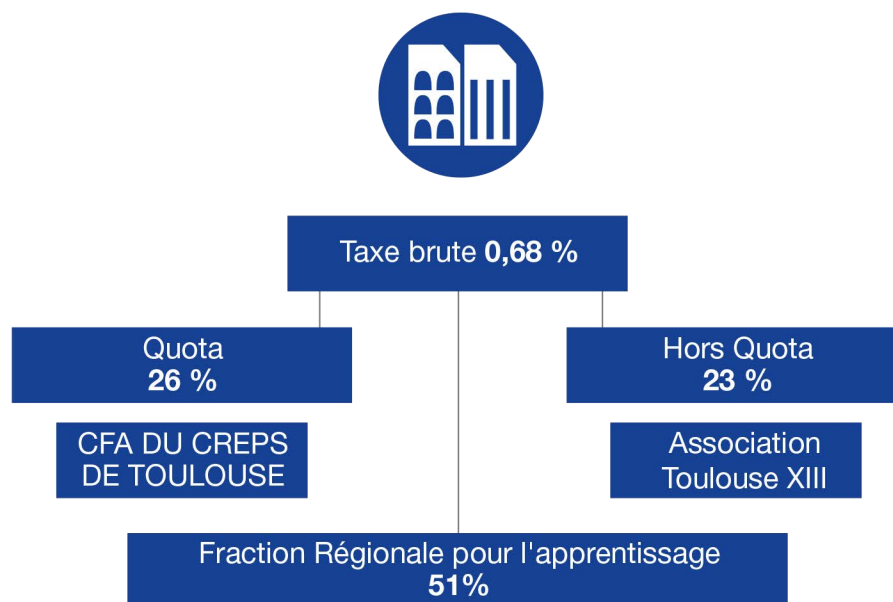 Taxe brute 0,68 %
Quota
26 %
Hors Quota
23 %
CFA DU CREPS
DE TOULOUSE
Association
Toulouse XIII
Fraction Régionale pour l'apprentissage
51%